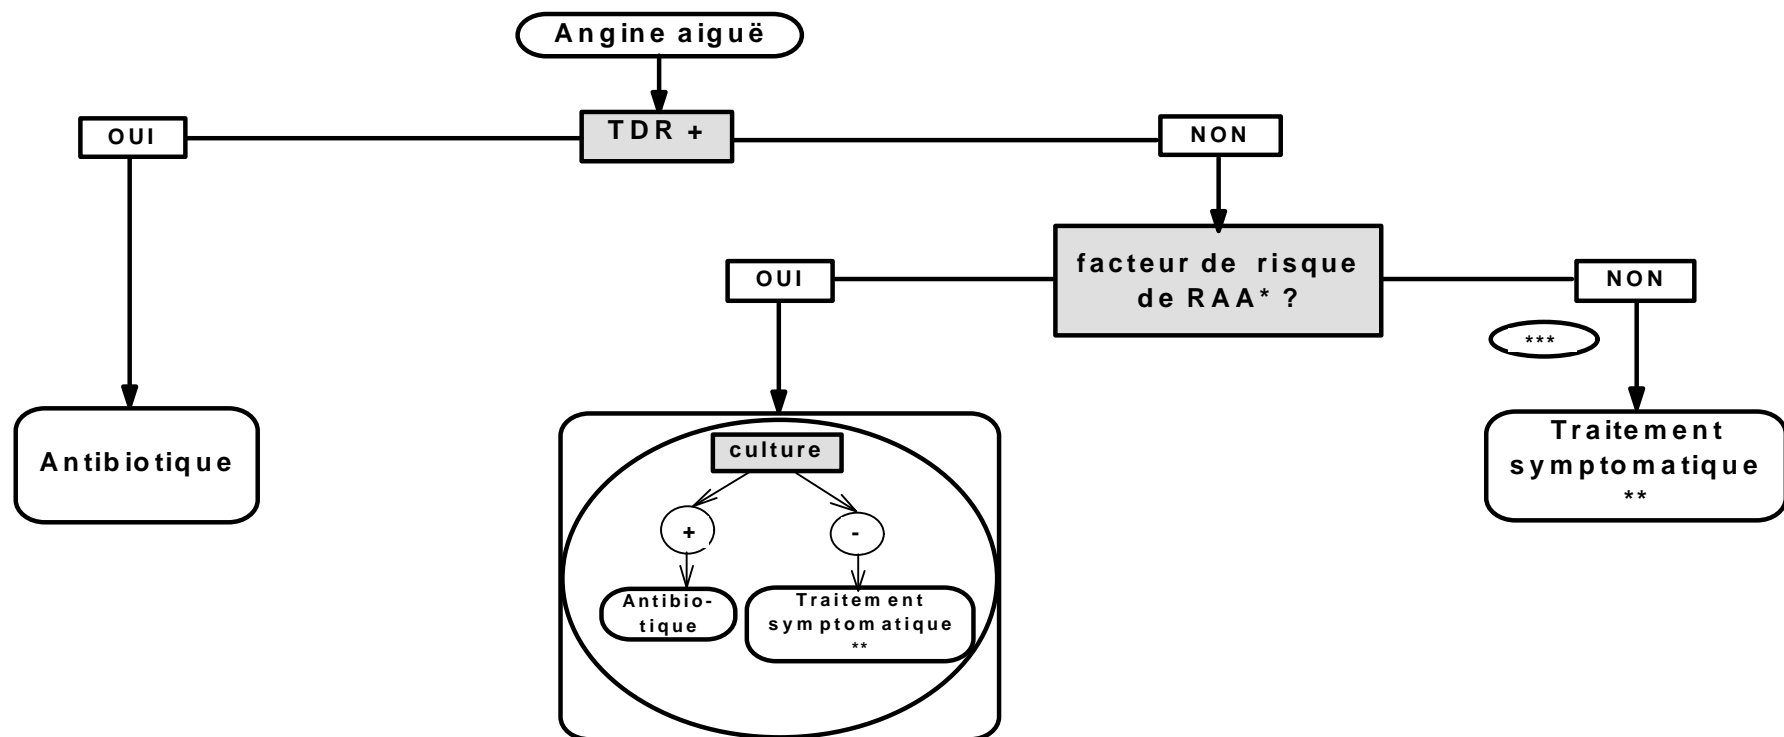 Angine aiguë
TDR +
OUI
NON
facteur de risque
de RAA* ?
OUI
NON
***
Antibiotique
culture
+
-
Antibio-
tique
Traitement
symptomatique
**
Traitement
symptomatique
**